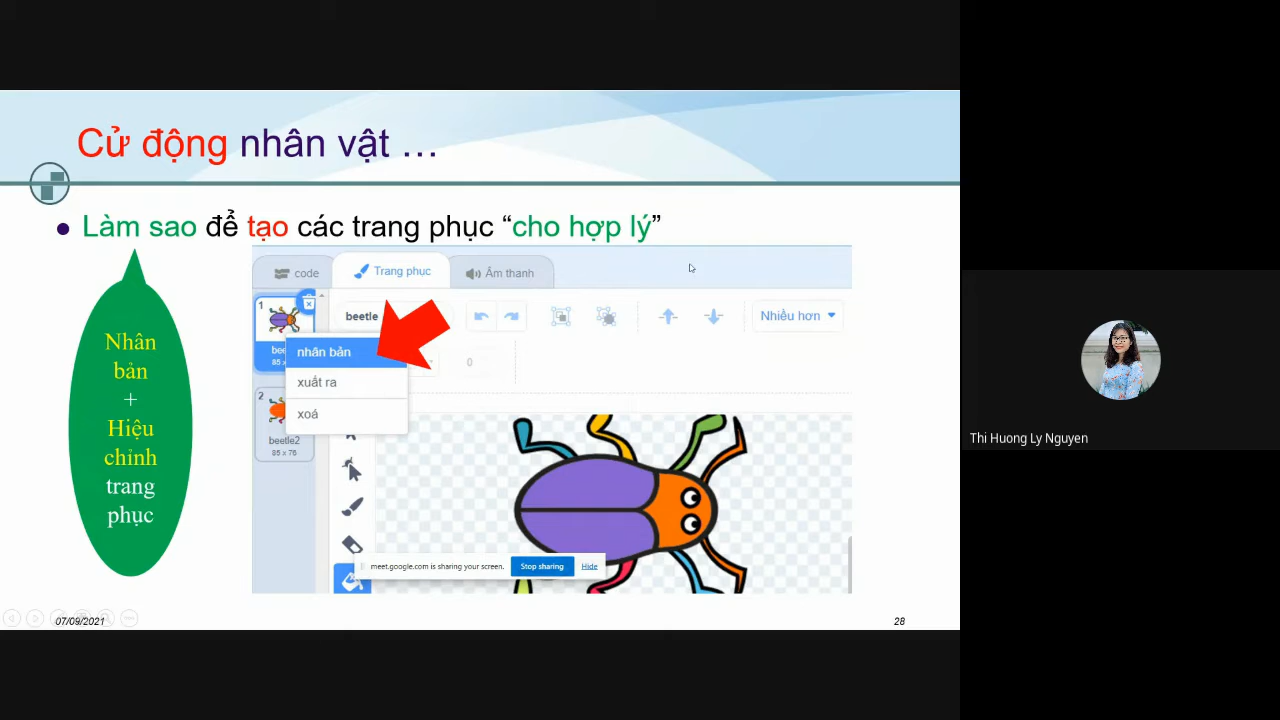 Cử động nhân vật …
Làm sao để tạo các trang phục “cho hợp lý”
Nhân
bản
+
Hiệu
chỉnh
trang
phục
code
Trang phục
Âm thanh
1
beetle
Nhiều hơn
nhân bản
xuất ra
xoá
0
2
beetle2
85 x 76
meet.google.com is sharing your screen.
Stop sharing
Hide
07/09/2021
28
Thi Huong Ly Nguyen